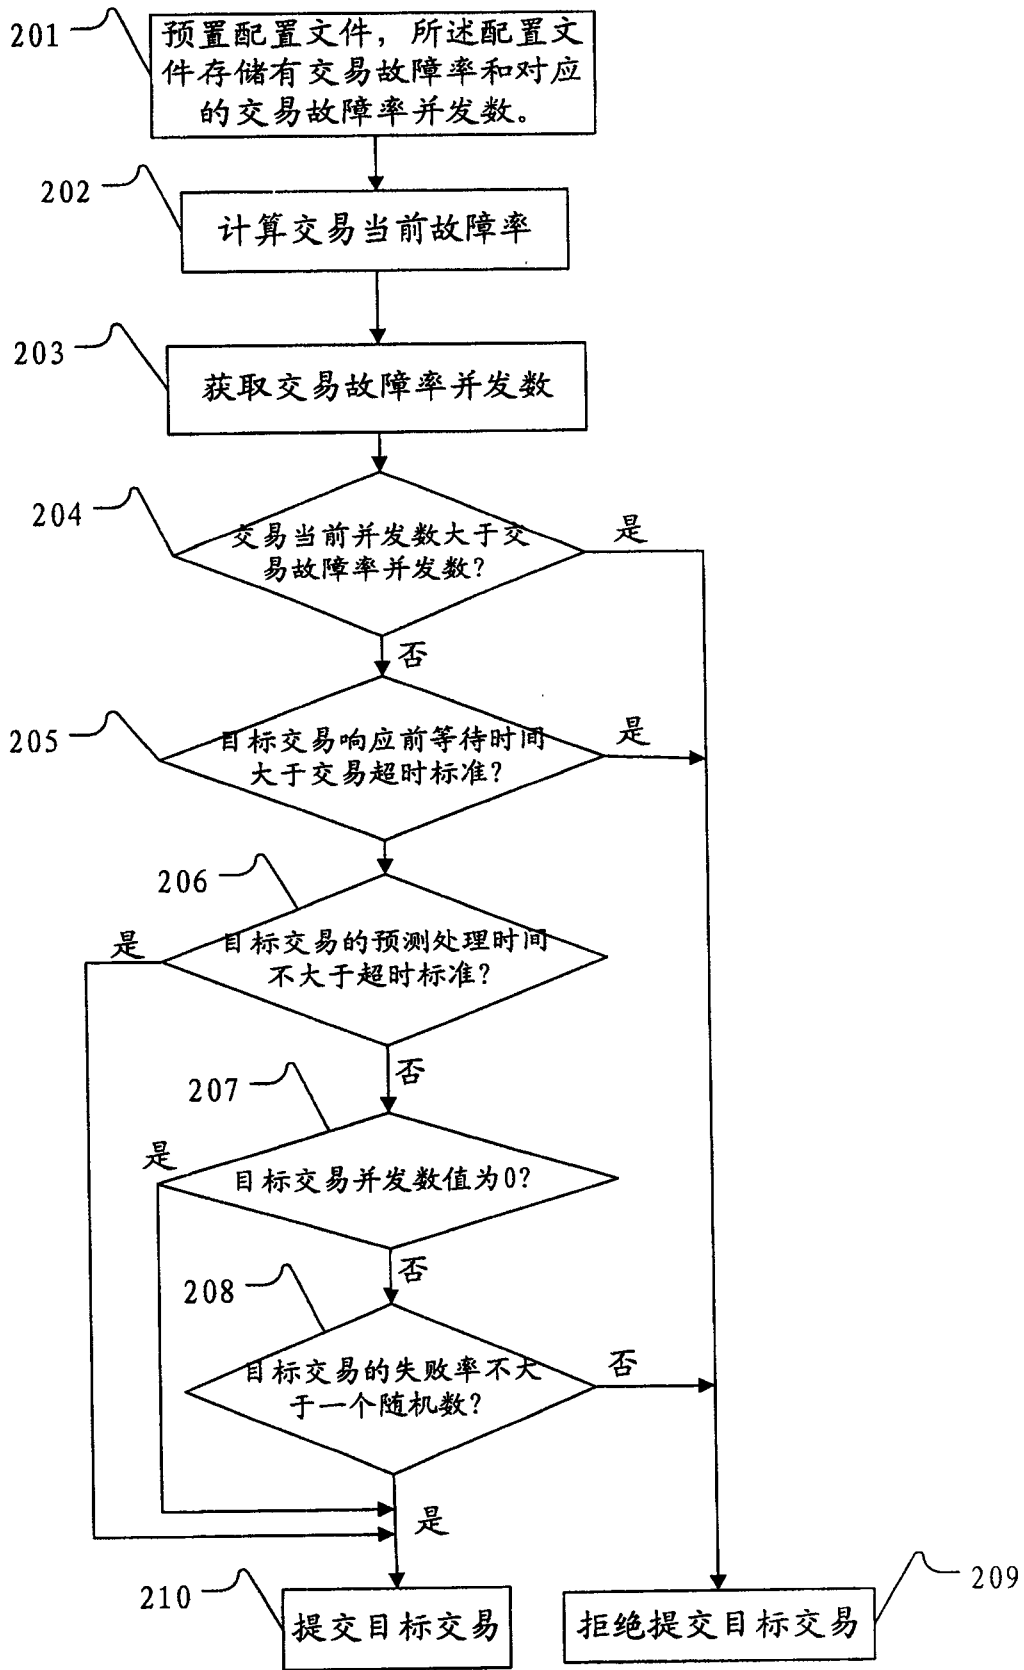 201
预置配置文件，所述配置文
件存储有交易故障率和对应
的交易故障率并发数。
202
计算交易当前故障率
203
获取交易故障率并发数
204
交易当前并发数大于交
易故障率并发数？
是
否
205
目标交易响应前等待时间
大于交易超时标准？
是
206
目标交易的预测处理时间
不大于超时标准？
是
否
207
目标交易并发数值为0？
是
否
208
目标交易的失败率不大
于一个随机数？
否
是
210
提交目标交易
209
拒绝提交目标交易